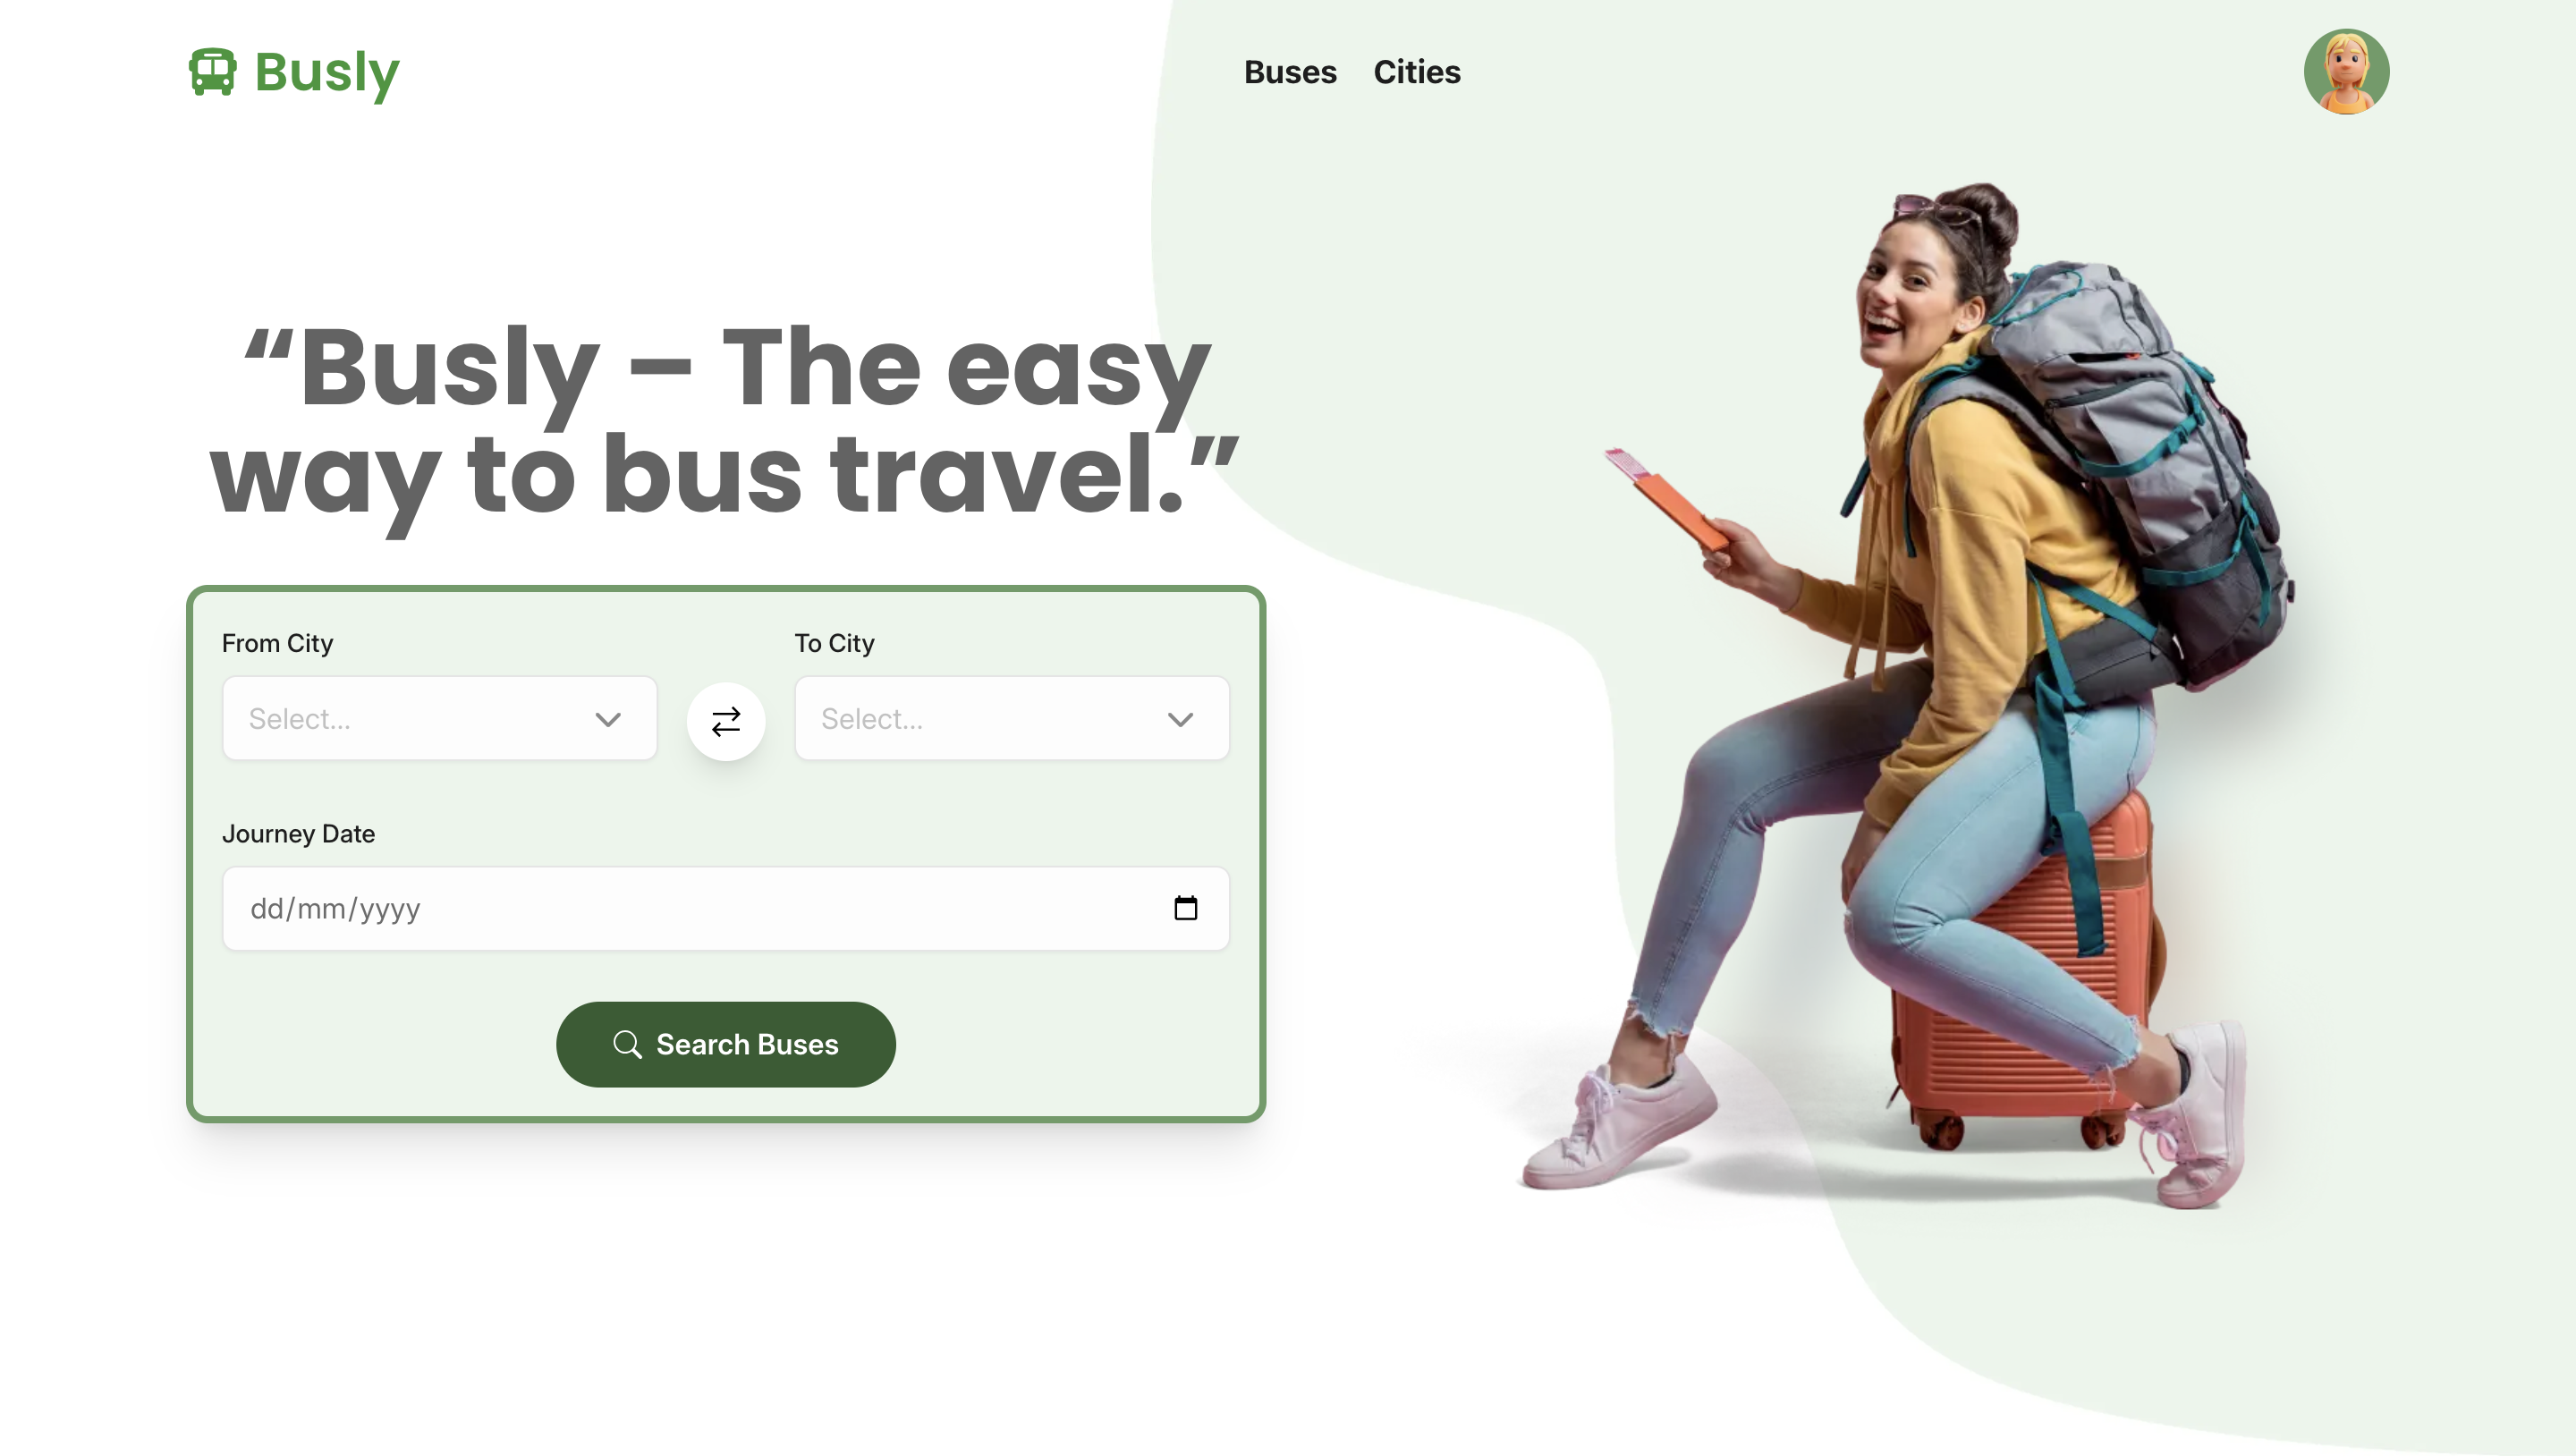 Busly
Buses Cities
“Busly – The easy
way to bus travel.”
From City
To City
Select...
Select...
Journey Date
dd/mm/yyyy
Search Buses